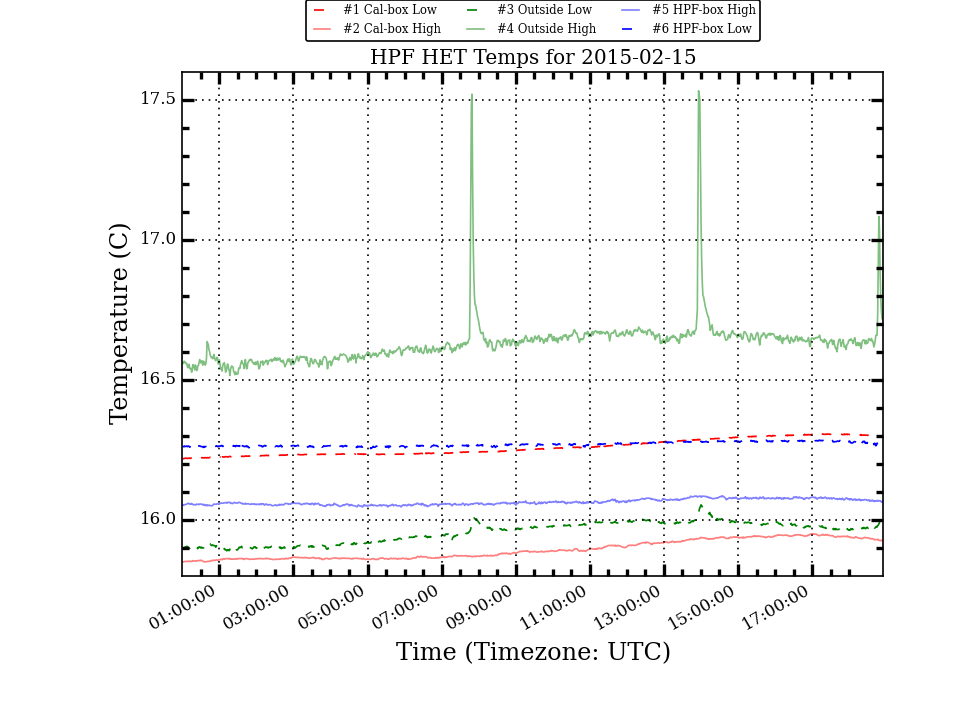 #1 Cal-box Low #3 Outside Low #5 HPF-box High
#2 Cal-box High #4 Outside High #6 HPF-box Low
HPF HET Temps for 2015-02-15
17.5
17.0
16.5
16.0
Temperature (C)
01:00:00 03:00:00 05:00:00 07:00:00 09:00:00 11:00:00 13:00:00 15:00:00 17:00:00
Time (Timezone: UTC)